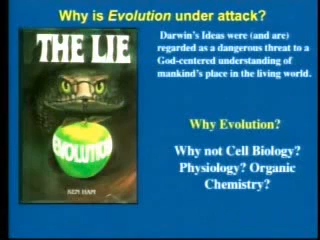 Why is Evolution under attack?
THE LIE
EVOLUTION
KEN HAM
Darwin's Ideas were (and are)
regarded as a dangerous threat to a
God-centered understanding of
mankind's place in the living world.
Why Evolution?
Why not Cell Biology?
Physiology? Organic
Chemistry?